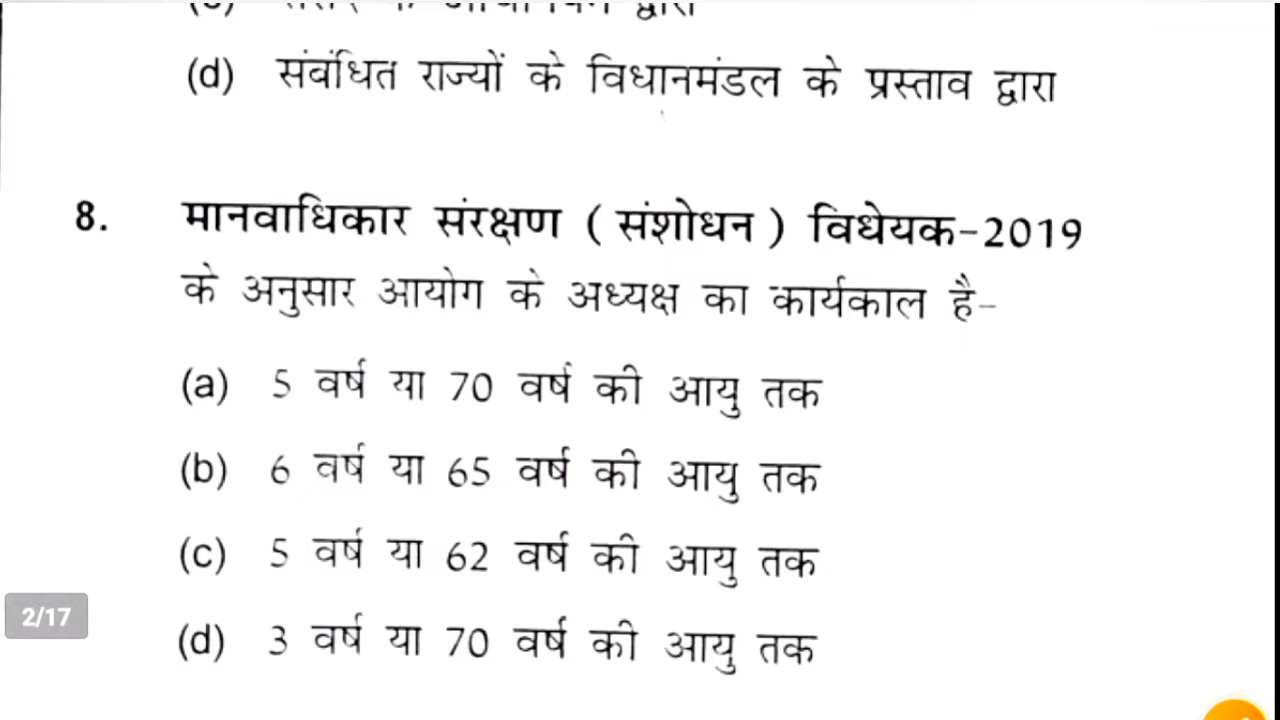 (d) संबंधित राज्यों के विधानमंडल के प्रस्ताव द्वारा
8. मानवाधिकार संरक्षण ( संशोधन ) विधेयक-2019
के अनुसार आयोग के अध्यक्ष का कार्यकाल है-
(a) 5 वर्ष या 70 वर्ष की आयु तक
(b) 6 वर्ष या 65 वर्ष की आयु तक
(c) 5 वर्ष या 62 वर्ष की आयु तक
2/17
(d) 3 वर्ष या 70 वर्ष की आयु तक